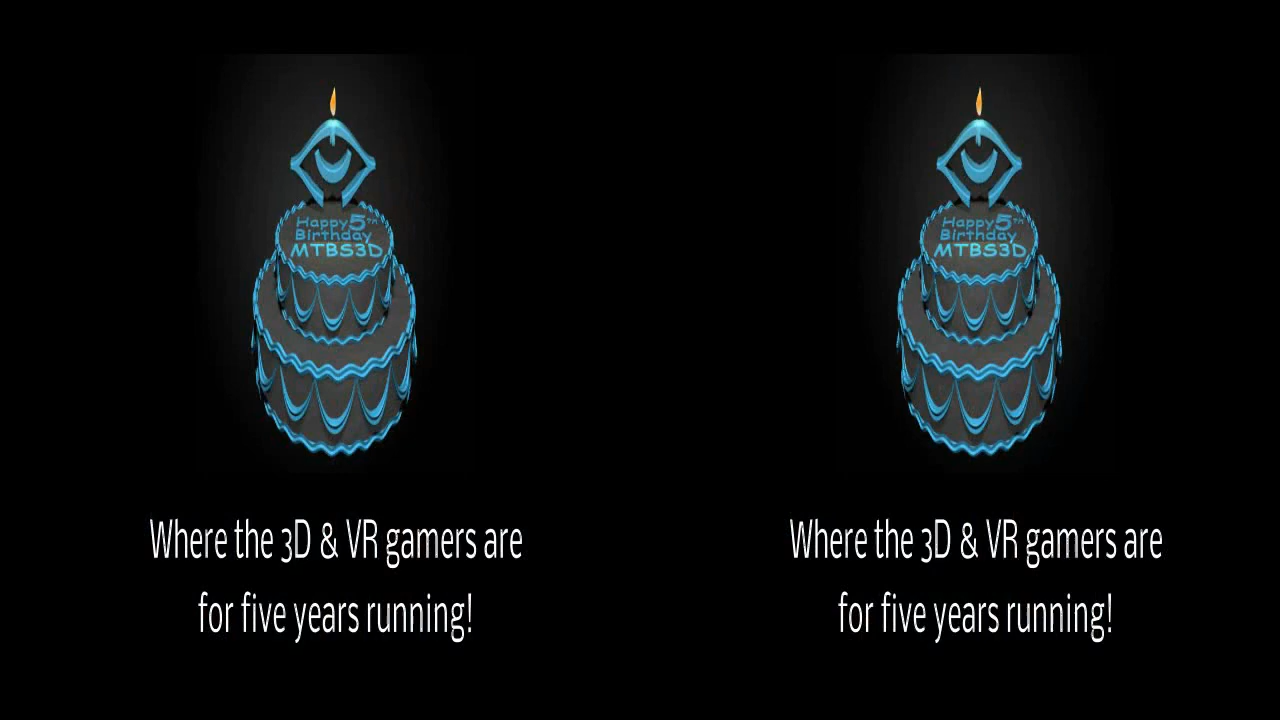 Happy 5th
Birthday
MTBS3D
Where the 3D & VR gamers are
for five years running!
Happy 5th
Birthday
MTBS3D
Where the 3D & VR gamers are
for five years running!